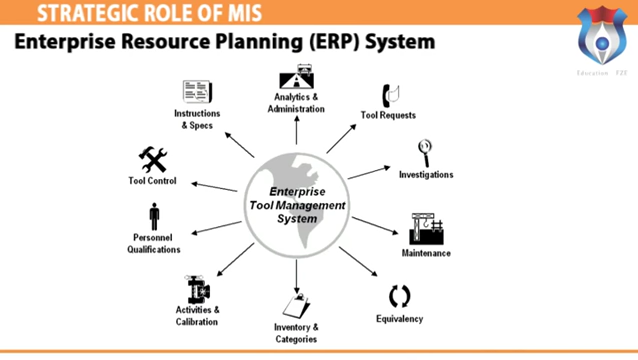 STRATEGIC ROLE OF MIS
Enterprise Resource Planning (ERP) System
Education FZE
Analytics &
Administration
Instructions
& Specs
Tool Requests
Tool Control
Investigations
Enterprise
Tool Management
System
Personnel
Qualifications
Maintenance
Activities &
Calibration
Inventory &
Categories
Equivalency